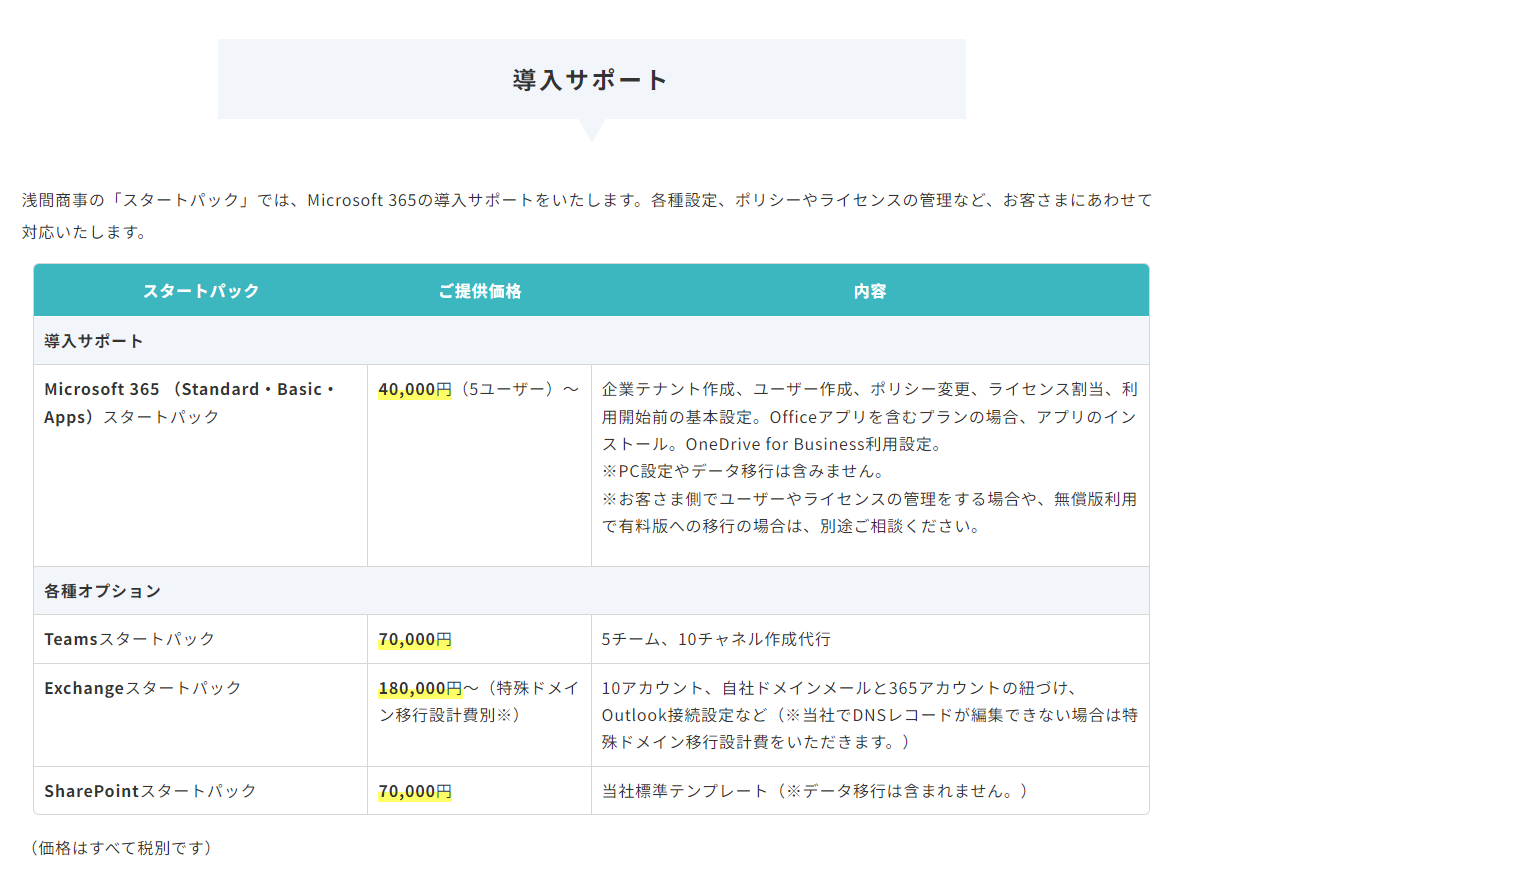 導入サポート
浅間商事の「スタートパック」では、Microsoft 365の導入サポートをいたします。各種設定、ポリシーやライセンスの管理など、お客さまにあわせて
対応いたします。
スタートパック ご提供価格 内容
導入サポート
Microsoft 365 （Standard・Basic・
Apps）スタートパック
40,000円（5ユーザー）～
企業テナント作成、ユーザー作成、ポリシー変更、ライセンス割当、利
用開始前の基本設定。Officeアプリを含むプランの場合、アプリのイン
ストール。OneDrive for Business利用設定。
※PC設定やデータ移行は含みません。
※お客さま側でユーザーやライセンスの管理をする場合や、無償版利用
で有料版への移行の場合は、別途ご相談ください。
各種オプション
Teamsスタートパック
70,000円
5チーム、10チャネル作成代行
Exchangeスタートパック
180,000円～（特殊ドメイ
ン移行設計費別※）
10アカウント、自社ドメインメールと365アカウントの紐づけ、
Outlook接続設定など（※当社でDNSレコードが編集できない場合は特
殊ドメイン移行設計費をいただきます。）
SharePointスタートパック
70,000円
当社標準テンプレート（※データ移行は含まれません。）
（価格はすべて税別です）